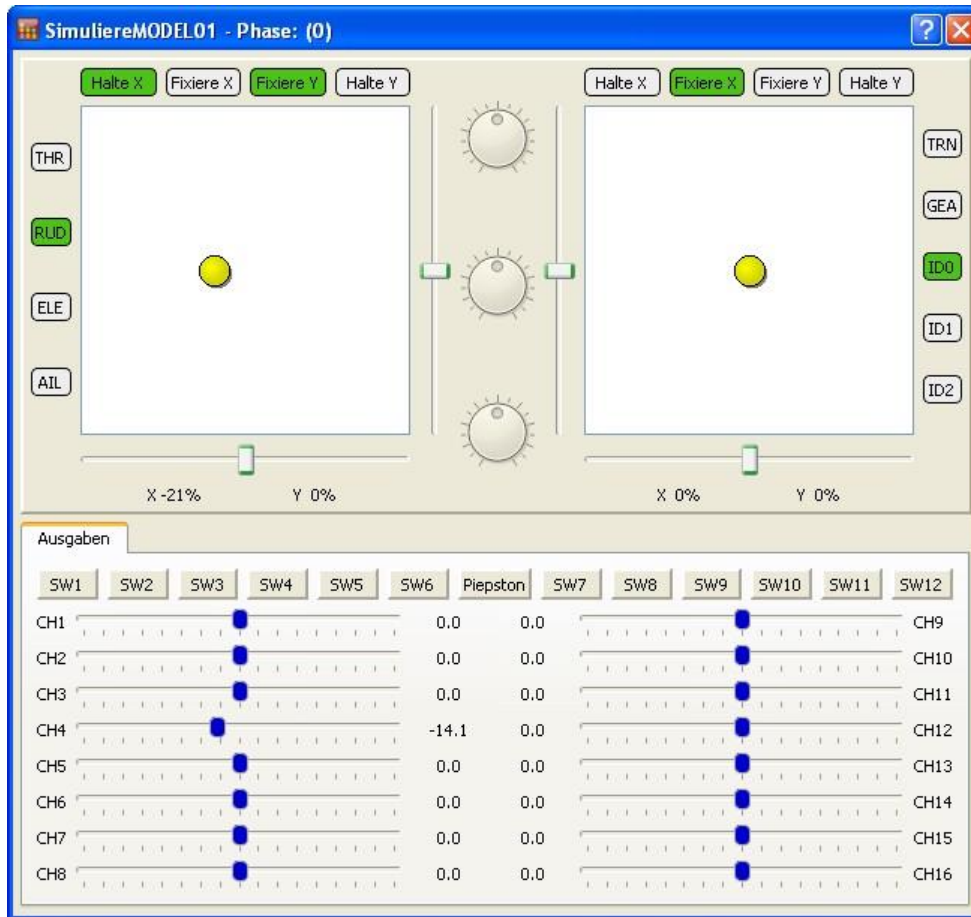 SimuliereMODEL01 - Phase: (0)
Halte X Fixiere X Fixiere Y Halte Y Halte X Fixiere X Fixiere Y Halte Y
THR TRN
RUD GEA
ID0
ELE ID1
AIL ID2
X -21% Y 0% X 0% Y 0%
Ausgaben
SW1 SW2 SW3 SW4 SW5 SW6 Piepston SW7 SW8 SW9 SW10 SW11 SW12
CH1 0.0 0.0 CH9
CH2 0.0 0.0 CH10
CH3 0.0 0.0 CH11
CH4 -14.1 0.0 CH12
CH5 0.0 0.0 CH13
CH6 0.0 0.0 CH14
CH7 0.0 0.0 CH15
CH8 0.0 0.0 CH16